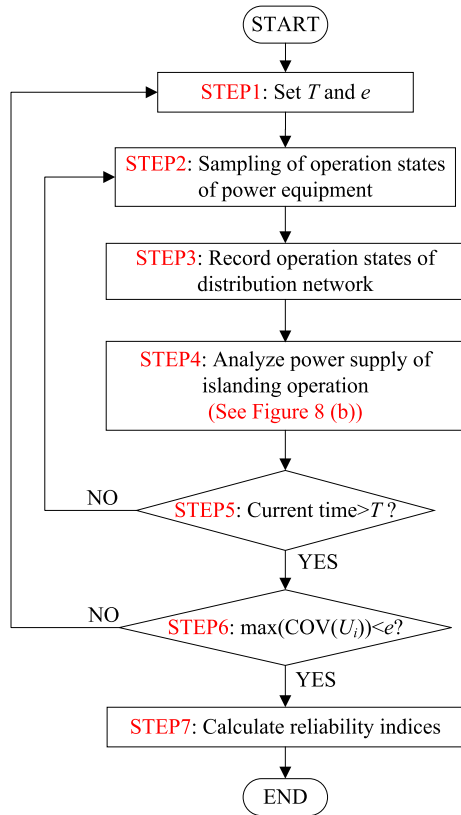 START
STEP1: Set T and e
STEP2: Sampling of operation states
of power equipment
STEP3: Record operation states of
distribution network
STEP4: Analyze power supply of
islanding operation
(See Figure 8 (b))
NO
STEP5: Current time>T ?
YES
NO
STEP6: max(COV(Ui))<e?
YES
STEP7: Calculate reliability indices
END